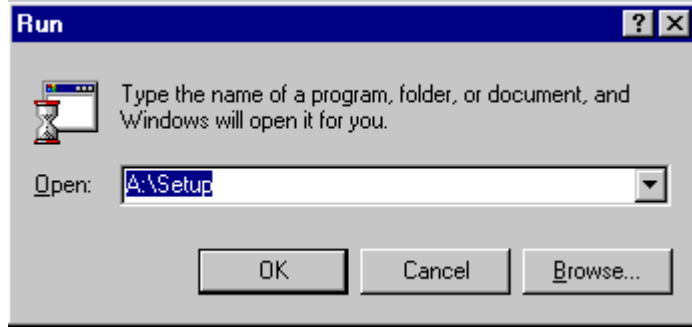 Run
Type the name of a program, folder, or document, and
Windows will open it for you.
Open: A:\Setup
OK Cancel Browse...